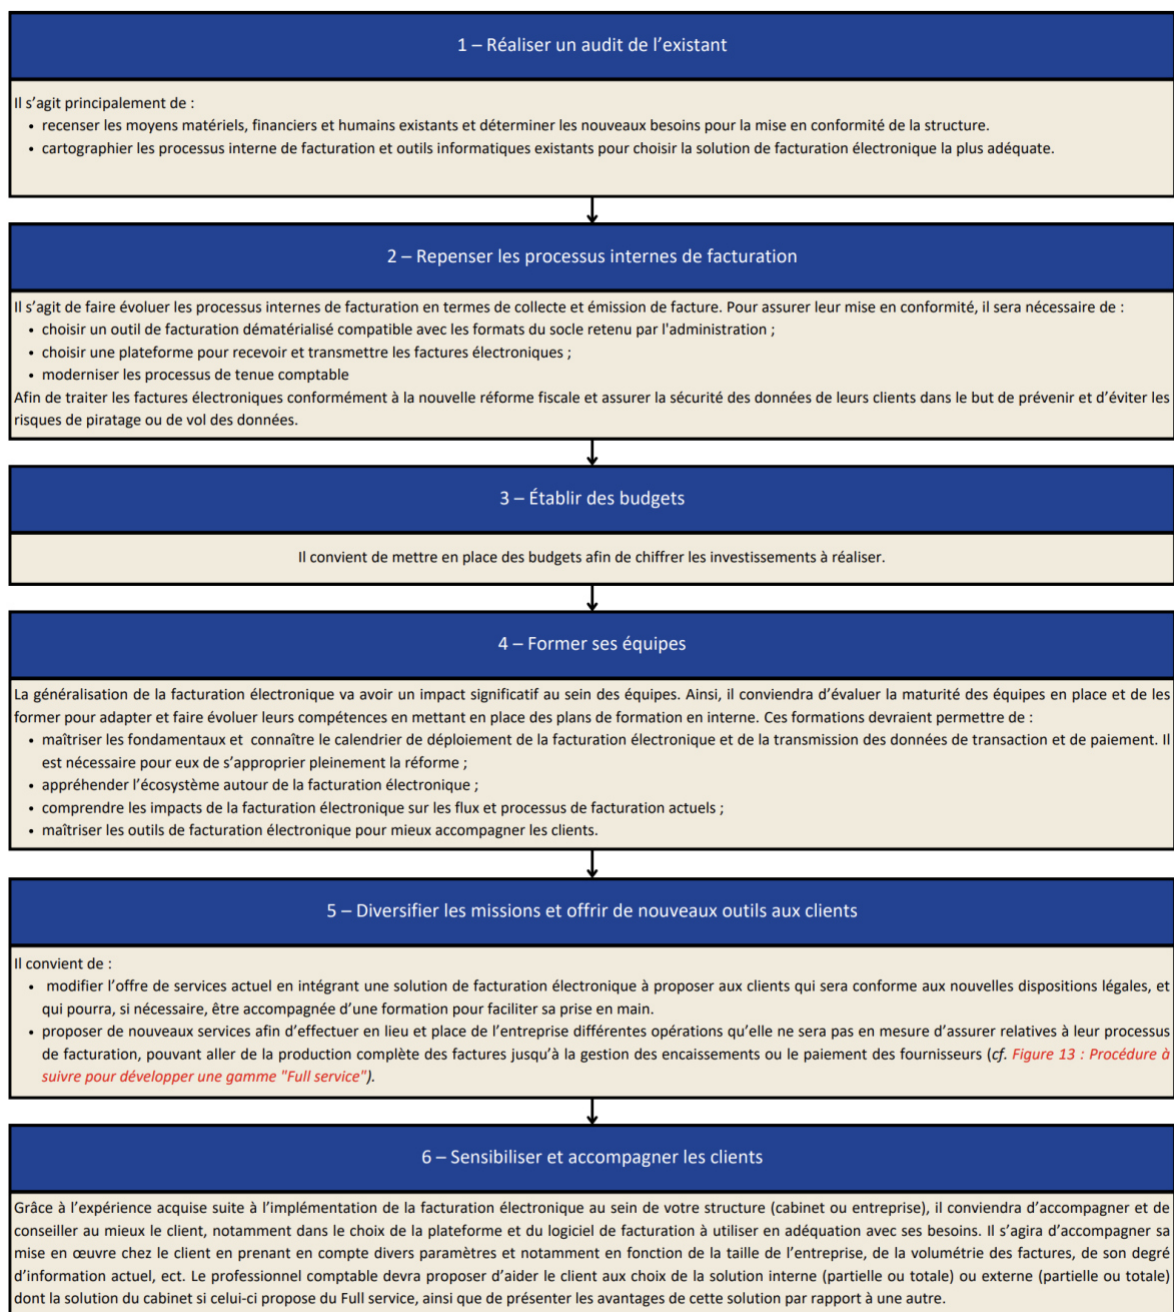 1 – Réaliser un audit de l’existant
Il s’agit principalement de :
• recenser les moyens matériels, financiers et humains existants et déterminer les nouveaux besoins pour la mise en conformité de la structure.
• cartographier les processus interne de facturation et outils informatiques existants pour choisir la solution de facturation électronique la plus adéquate.
2 – Repenser les processus internes de facturation
Il s’agit de faire évoluer les processus internes de facturation en termes de collecte et émission de facture. Pour assurer leur mise en conformité, il sera nécessaire de :
• choisir un outil de facturation dématérialisé compatible avec les formats du socle retenu par l'administration ;
• choisir une plateforme pour recevoir et transmettre les factures électroniques ;
• moderniser les processus de tenue comptable
Afin de traiter les factures électroniques conformément à la nouvelle réforme fiscale et assurer la sécurité des données de leurs clients dans le but de prévenir et d’éviter les
risques de piratage ou de vol des données.
3 – Établir des budgets
Il convient de mettre en place des budgets afin de chiffrer les investissements à réaliser.
4 – Former ses équipes
La généralisation de la facturation électronique va avoir un impact significatif au sein des équipes. Ainsi, il conviendra d’évaluer la maturité des équipes en place et de les
former pour adapter et faire évoluer leurs compétences en mettant en place des plans de formation en interne. Ces formations devraient permettre de :
• maîtriser les fondamentaux et connaître le calendrier de déploiement de la facturation électronique et de la transmission des données de transaction et de paiement. Il
est nécessaire pour eux de s’approprier pleinement la réforme ;
• appréhender l’écosystème autour de la facturation électronique ;
• comprendre les impacts de la facturation électronique sur les flux et processus de facturation actuels ;
• maîtriser les outils de facturation électronique pour mieux accompagner les clients.
5 – Diversifier les missions et offrir de nouveaux outils aux clients
Il convient de :
• modifier l’offre de services actuel en intégrant une solution de facturation électronique à proposer aux clients qui sera conforme aux nouvelles dispositions légales, et
qui pourra, si nécessaire, être accompagnée d’une formation pour faciliter sa prise en main.
• proposer de nouveaux services afin d’effectuer en lieu et place de l’entreprise différentes opérations qu’elle ne sera pas en mesure d’assurer relatives à leur processus
de facturation, pouvant aller de la production complète des factures jusqu’à la gestion des encaissements ou le paiement des fournisseurs (cf. Figure 13 : Procédure à
suivre pour développer une gamme "Full service").
6 – Sensibiliser et accompagner les clients
Grâce à l’expérience acquise suite à l’implémentation de la facturation électronique au sein de votre structure (cabinet ou entreprise), il conviendra d’accompagner et de
conseiller au mieux le client, notamment dans le choix de la plateforme et du logiciel de facturation à utiliser en adéquation avec ses besoins. Il s’agira d’accompagner sa
mise en œuvre chez le client en prenant en compte divers paramètres et notamment en fonction de la taille de l’entreprise, de la volumétrie des factures, de son degré
d’information actuel, ect. Le professionnel comptable devra proposer d’aider le client aux choix de la solution interne (partielle ou totale) ou externe (partielle ou totale)
dont la solution du cabinet si celui-ci propose du Full service, ainsi que de présenter les avantages de cette solution par rapport à une autre.